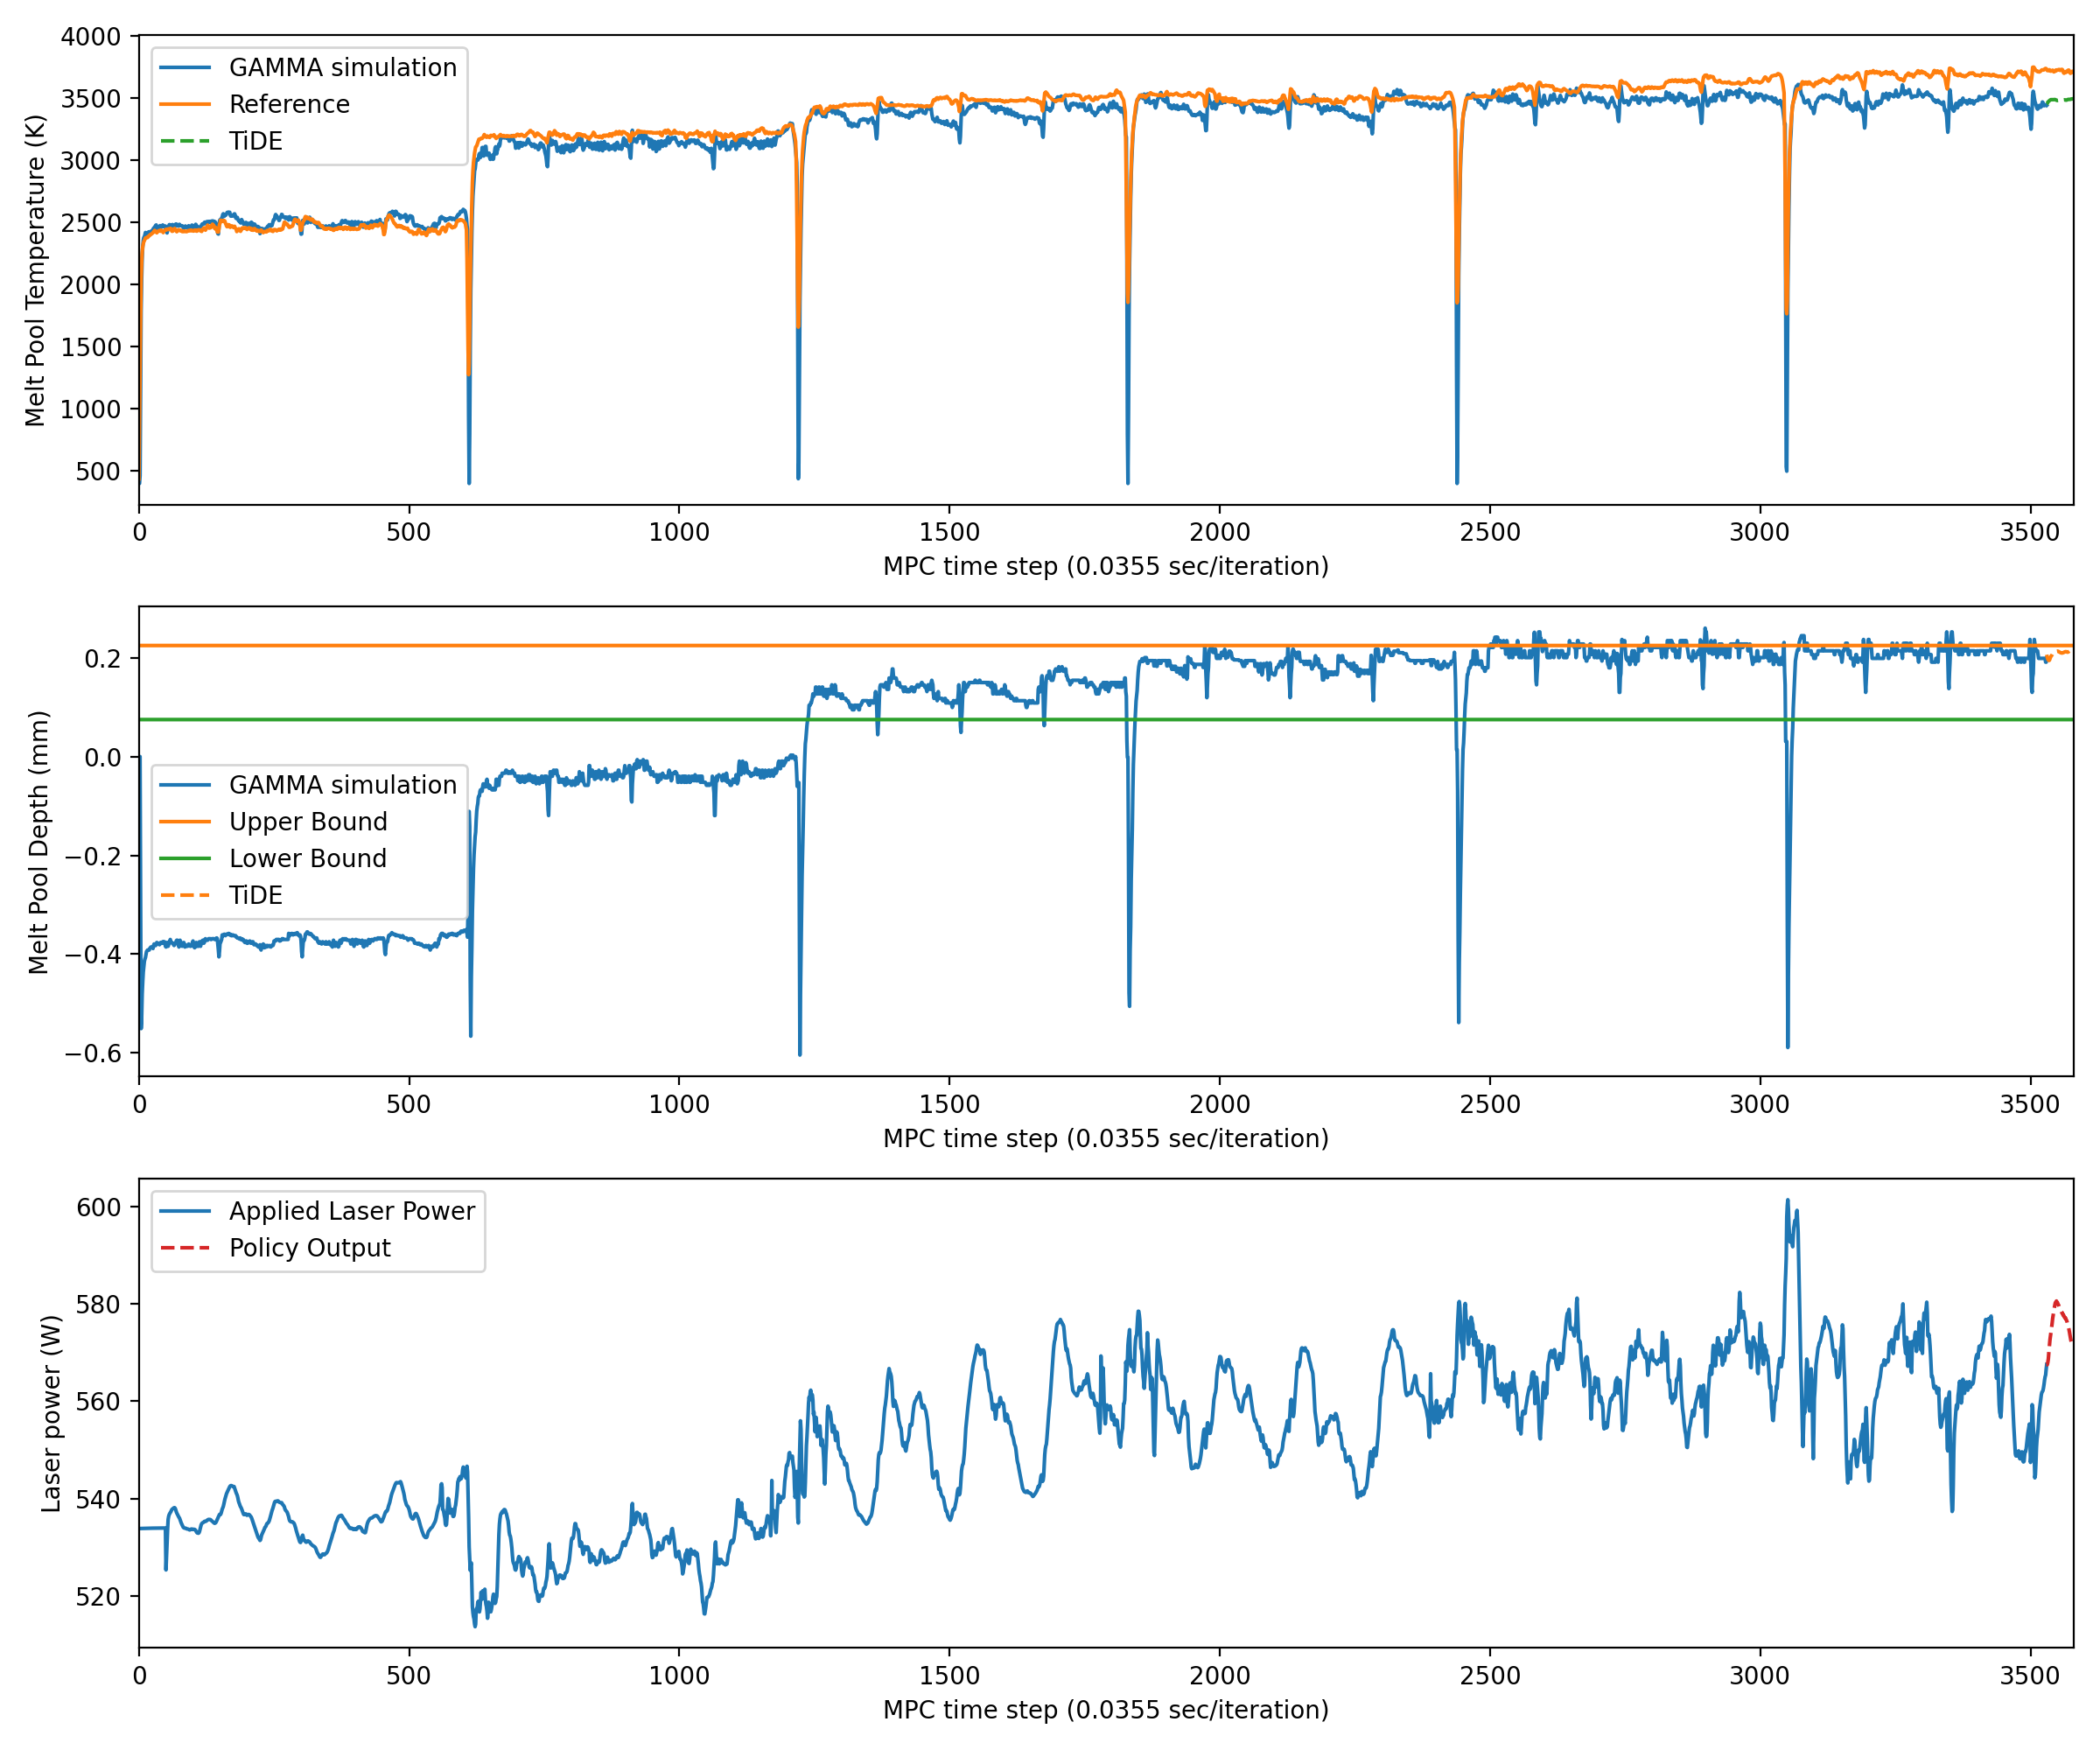 4000
3500
3000
2500
2000
1500
1000
500
Melt Pool Temperature (K)
GAMMA simulation
Reference
TiDE
0 500 1000 1500 2000 2500 3000 3500
MPC time step (0.0355 sec/iteration)
0.2
0.0
−0.2
−0.4
−0.6
Melt Pool Depth (mm)
GAMMA simulation
Upper Bound
Lower Bound
TiDE
0 500 1000 1500 2000 2500 3000 3500
MPC time step (0.0355 sec/iteration)
600
580
560
540
520
Laser power (W)
Applied Laser Power
Policy Output
0 500 1000 1500 2000 2500 3000 3500
MPC time step (0.0355 sec/iteration)